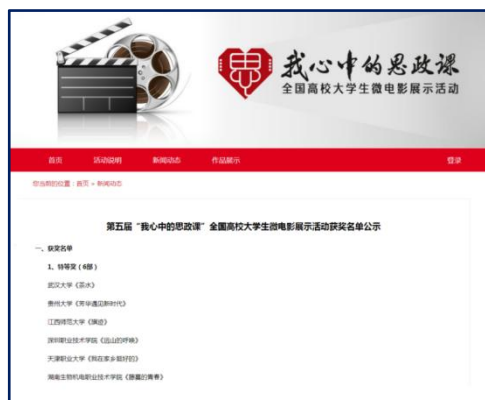 思
我心中的思政课
全国高校大学生微电影展示活动
首页 活动说明 新闻动态 作品展示 登录
您当前的位置：首页 » 新闻动态
第五届“我心中的思政课”全国高校大学生微电影展示活动获奖名单公示
一、获奖名单
1、特等奖（6部）
武汉大学《茶水》
贵州大学《芳华遇见新时代》
江西师范大学
深圳职业技术学院《远山的呼唤》
天津职业大学《我在家乡挺好的》
湖南生物机电职业技术学院《滕蔓的青春》